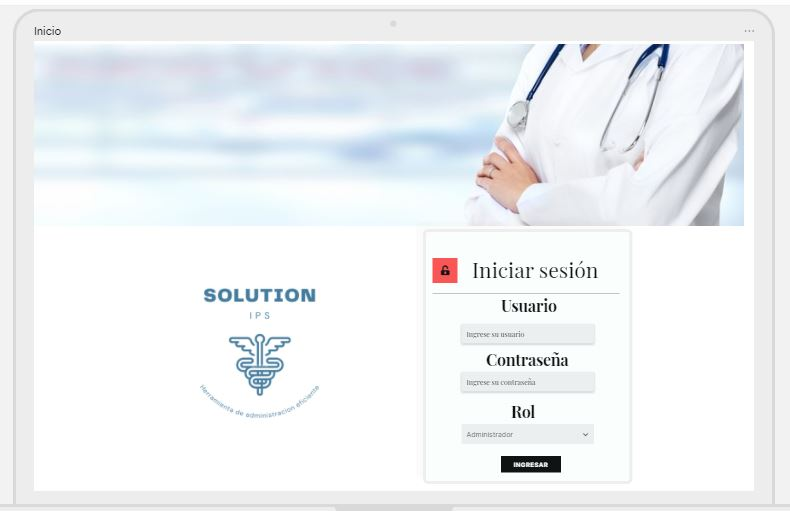 Inicio
SOLUTION
IPS
Herramienta de administracion eficiente
Iniciar sesión
Usuario
Ingrese su usuario
Contraseña
Ingrese su contraseña
Rol
Administrador
INGRESAR